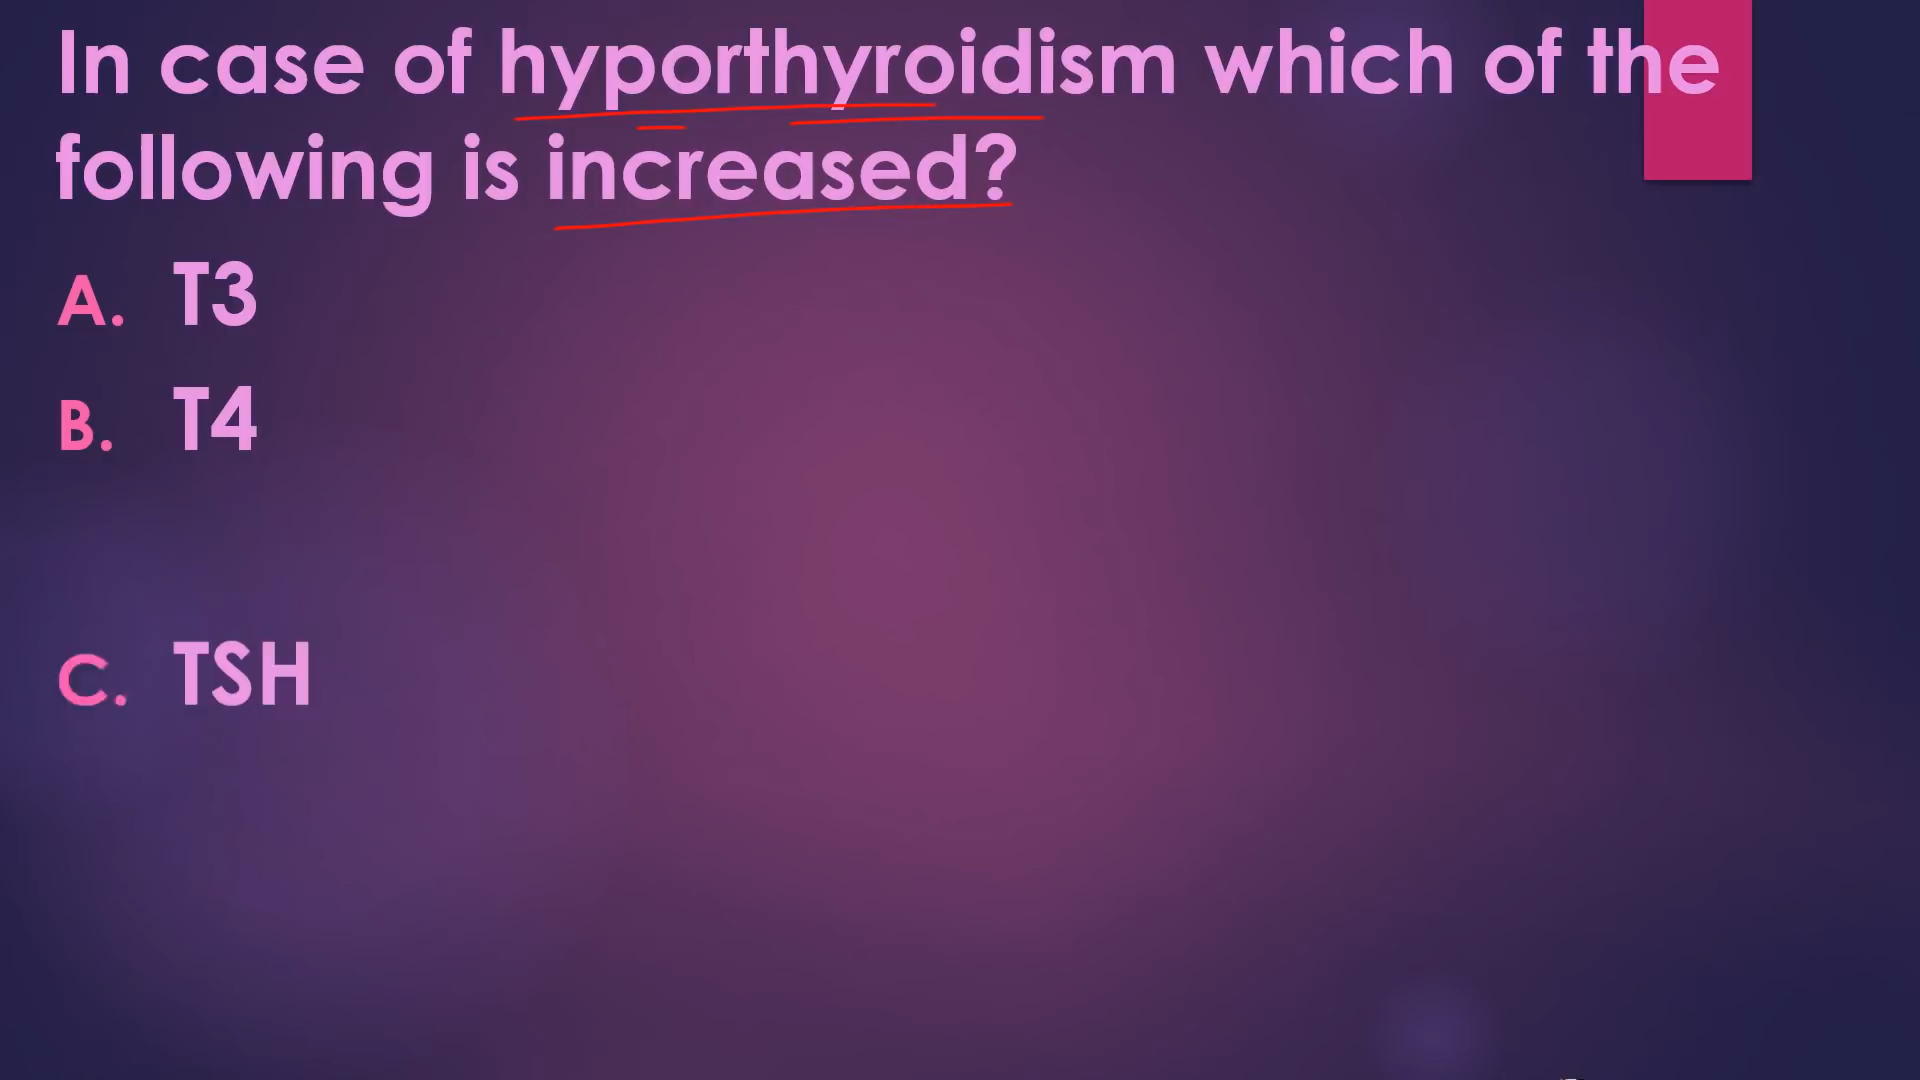 In case of hyporthyroidism which of the
following is increased?
A. T3
B. T4
C. TSH